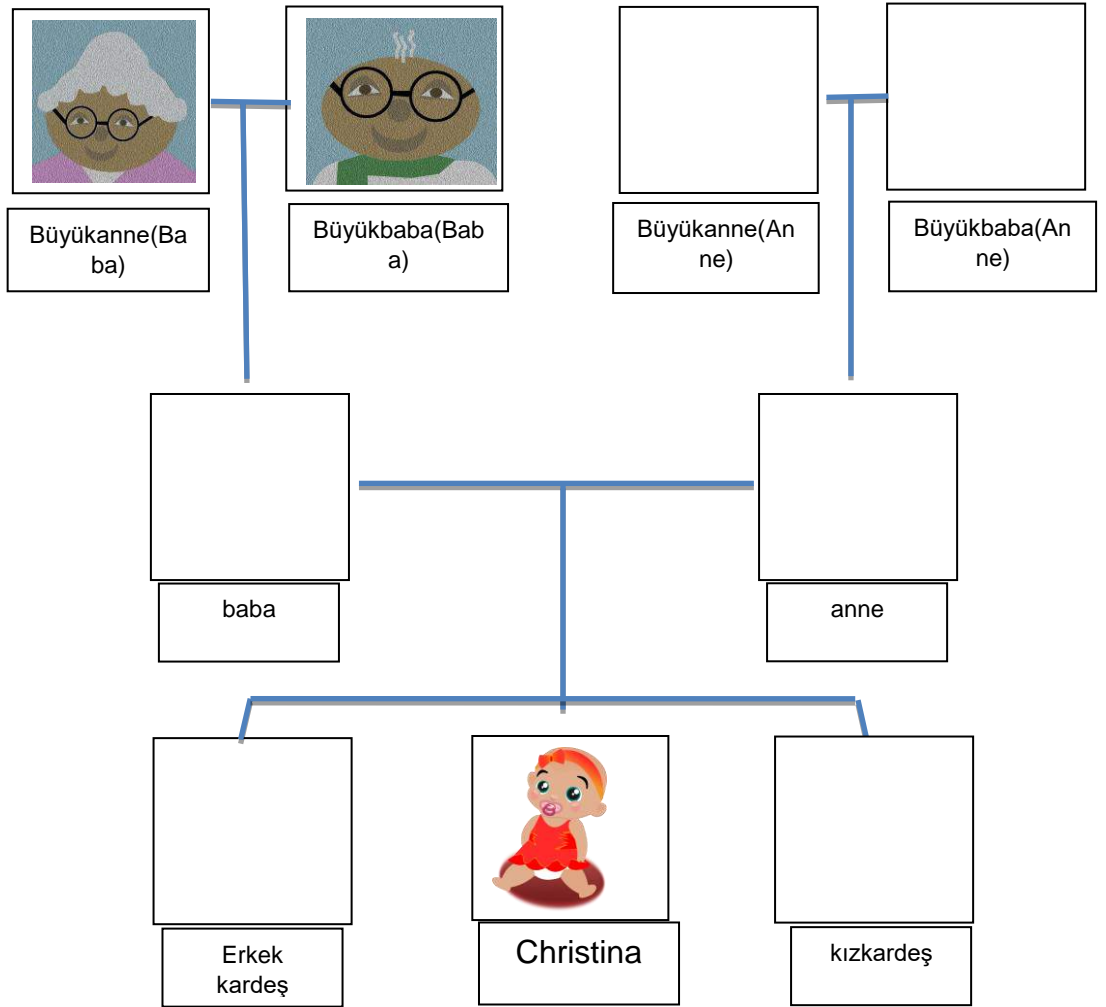 Büyükanne(Ba
ba)
Büyükbaba(Bab
a)
Büyükanne(An
ne)
Büyükbaba(An
ne)
baba
anne
Erkek
kardeş
Christina
kızkardeş